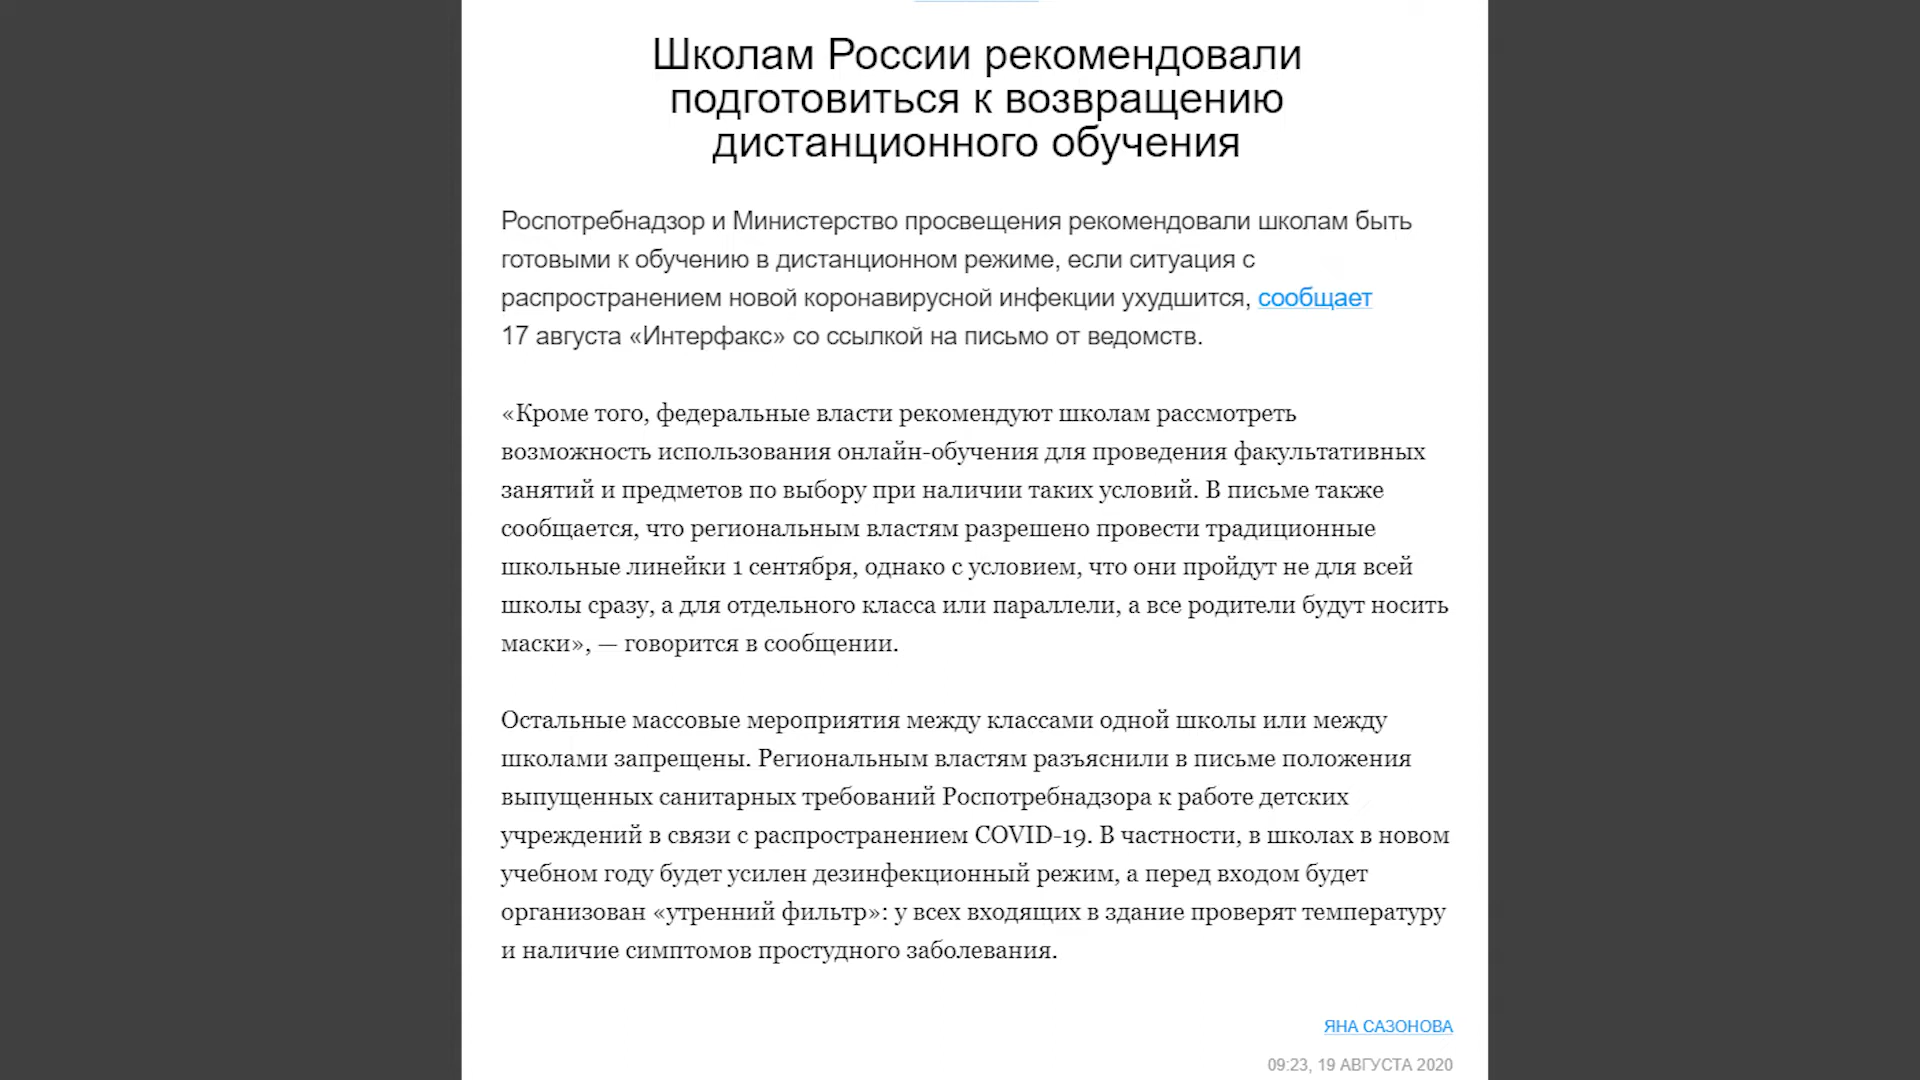 Школам России рекомендовали
подготовиться к возвращению
дистанционного обучения
Роспотребнадзор и Министерство просвещения рекомендовали школам быть
готовыми к обучению в дистанционном режиме, если ситуация с
распространением новой коронавирусной инфекции ухудшится, сообщает
17 августа «Интерфакс» со ссылкой на письмо от ведомств.
«Кроме того, федеральные власти рекомендуют школам рассмотреть
возможность использования онлайн-обучения для проведения факультативных
занятий и предметов по выбору при наличии таких условий. В письме также
сообщается, что региональным властям разрешено провести традиционные
школьные линейки 1 сентября, однако с условием, что они пройдут не для всей
школы сразу, а для отдельного класса или параллели, а все родители будут носить
маски», — говорится в сообщении.
Остальные массовые мероприятия между классами одной школы или между
школами запрещены. Региональным властям разъяснили в письме положения
выпущенных санитарных требований Роспотребнадзора к работе детских
учреждений в связи с распространением COVID-19. В частности, в школах в новом
учебном году будет усилен дезинфекционный режим, а перед входом будет
организован «утренний фильтр»: у всех входящих в здание проверят температуру
и наличие симптомов простудного заболевания.
ЯНА САЗОНОВА
09:23, 19 АВГУСТА 2020